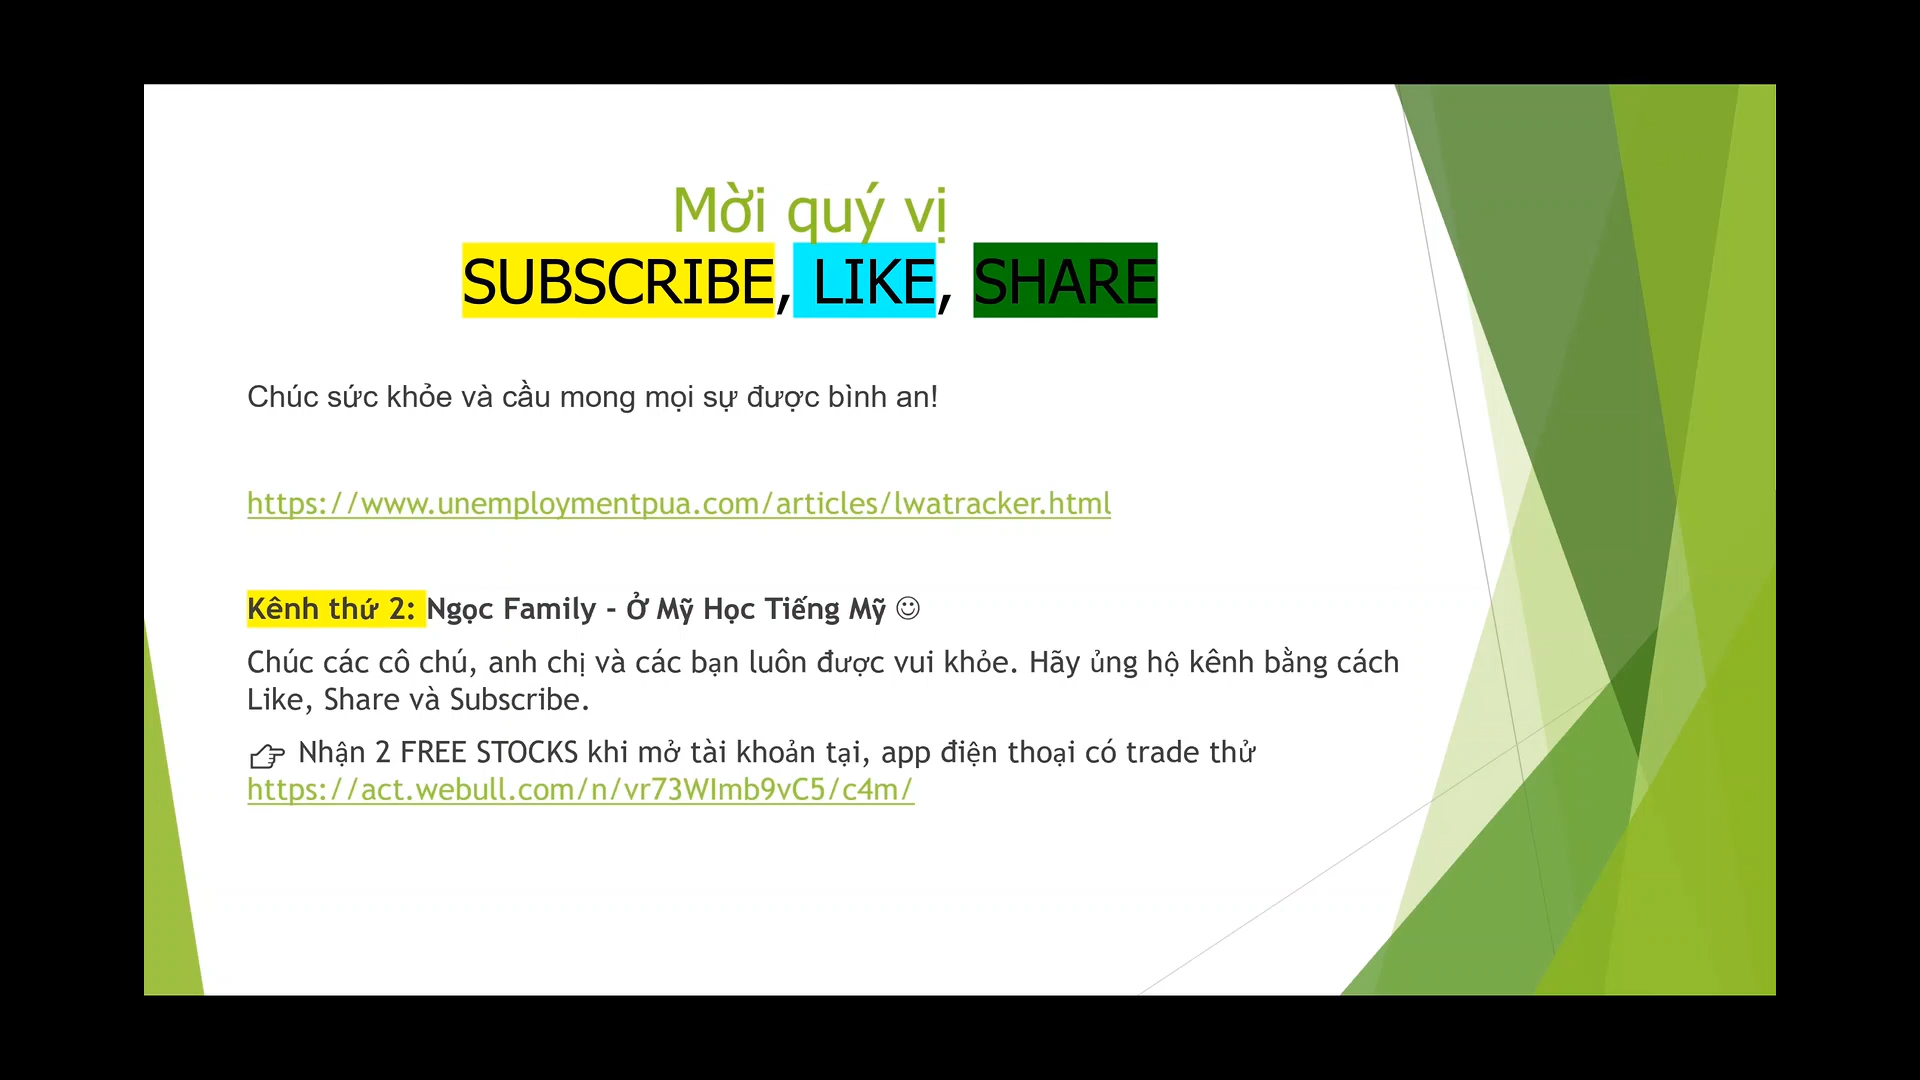 Mời quý vị
SUBSCRIBE, LIKE, SHARE
Chúc sức khỏe và cầu mong mọi sự được bình an!
https://www.unemploymentpua.com/articles/lwatracker.html
Kênh thứ 2: Ngọc Family - Ở Mỹ Học Tiếng Mỹ ☺
Chúc các cô chú, anh chị và các bạn luôn được vui khỏe. Hãy ủng hộ kênh bằng cách
Like, Share và Subscribe.
👉 Nhận 2 FREE STOCKS khi mở tài khoản tại, app điện thoại có trade thử
https://act.webull.com/n/vr73WImb9vC5/c4m/